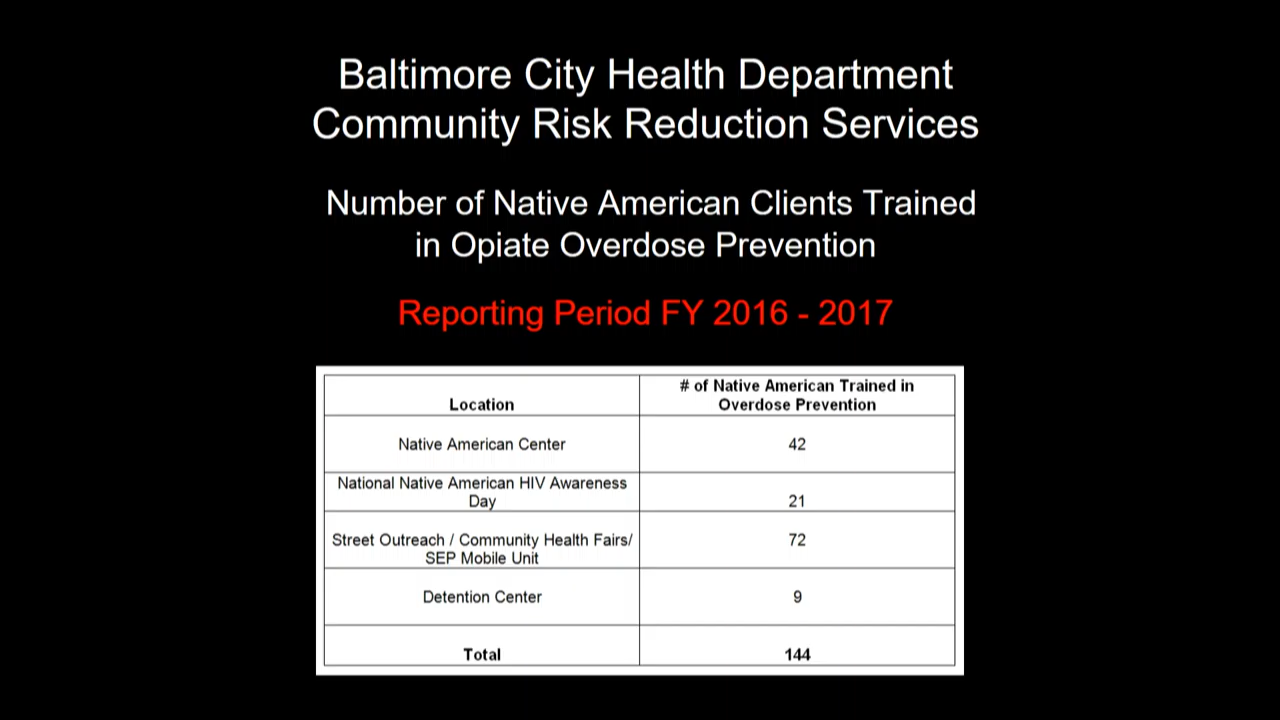 Baltimore City Health Department
Community Risk Reduction Services
Number of Native American Clients Trained
in Opiate Overdose Prevention
Reporting Period FY 2016 - 2017
Location
# of Native American Trained in
Overdose Prevention
Native American Center
42
National Native American HIV Awareness
Day
21
Street Outreach / Community Health Fairs/
SEP Mobile Unit
72
Detention Center
9
Total
144